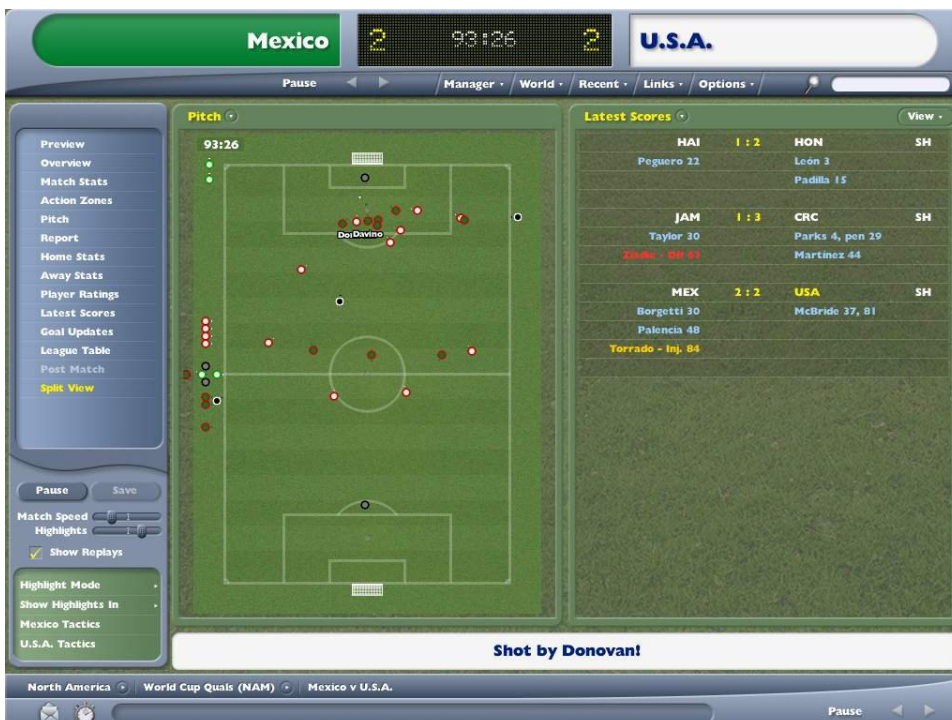 Mexico 2 93:26 2 U.S.A.
Pause Manager World Recent Links Options
Pitch
93:26
Davino
Preview
Overview
Match Stats
Action Zones
Pitch
Report
Home Stats
Away Stats
Player Ratings
Latest Scores
Goal Updates
League Table
Post Match
Split View
Pause Save
Match Speed
Highlights
Show Replays
Highlight Mode
Show Highlights In
Mexico Tactics
U.S.A. Tactics
Latest Scores View
HAI 1 : 2 HON SH
Peguero 22 León 3
Padilla 15
JAM 1 : 3 CRC SH
Taylor 30 Parks 4, pen 29
Martínez 44
MEX 2 : 2 USA SH
Borgetti 30 McBride 37, 81
Palencia 48
Torrado - Inj. 84
Shot by Donovan!
North America World Cup Quals (NAM) Mexico v U.S.A.
Pause